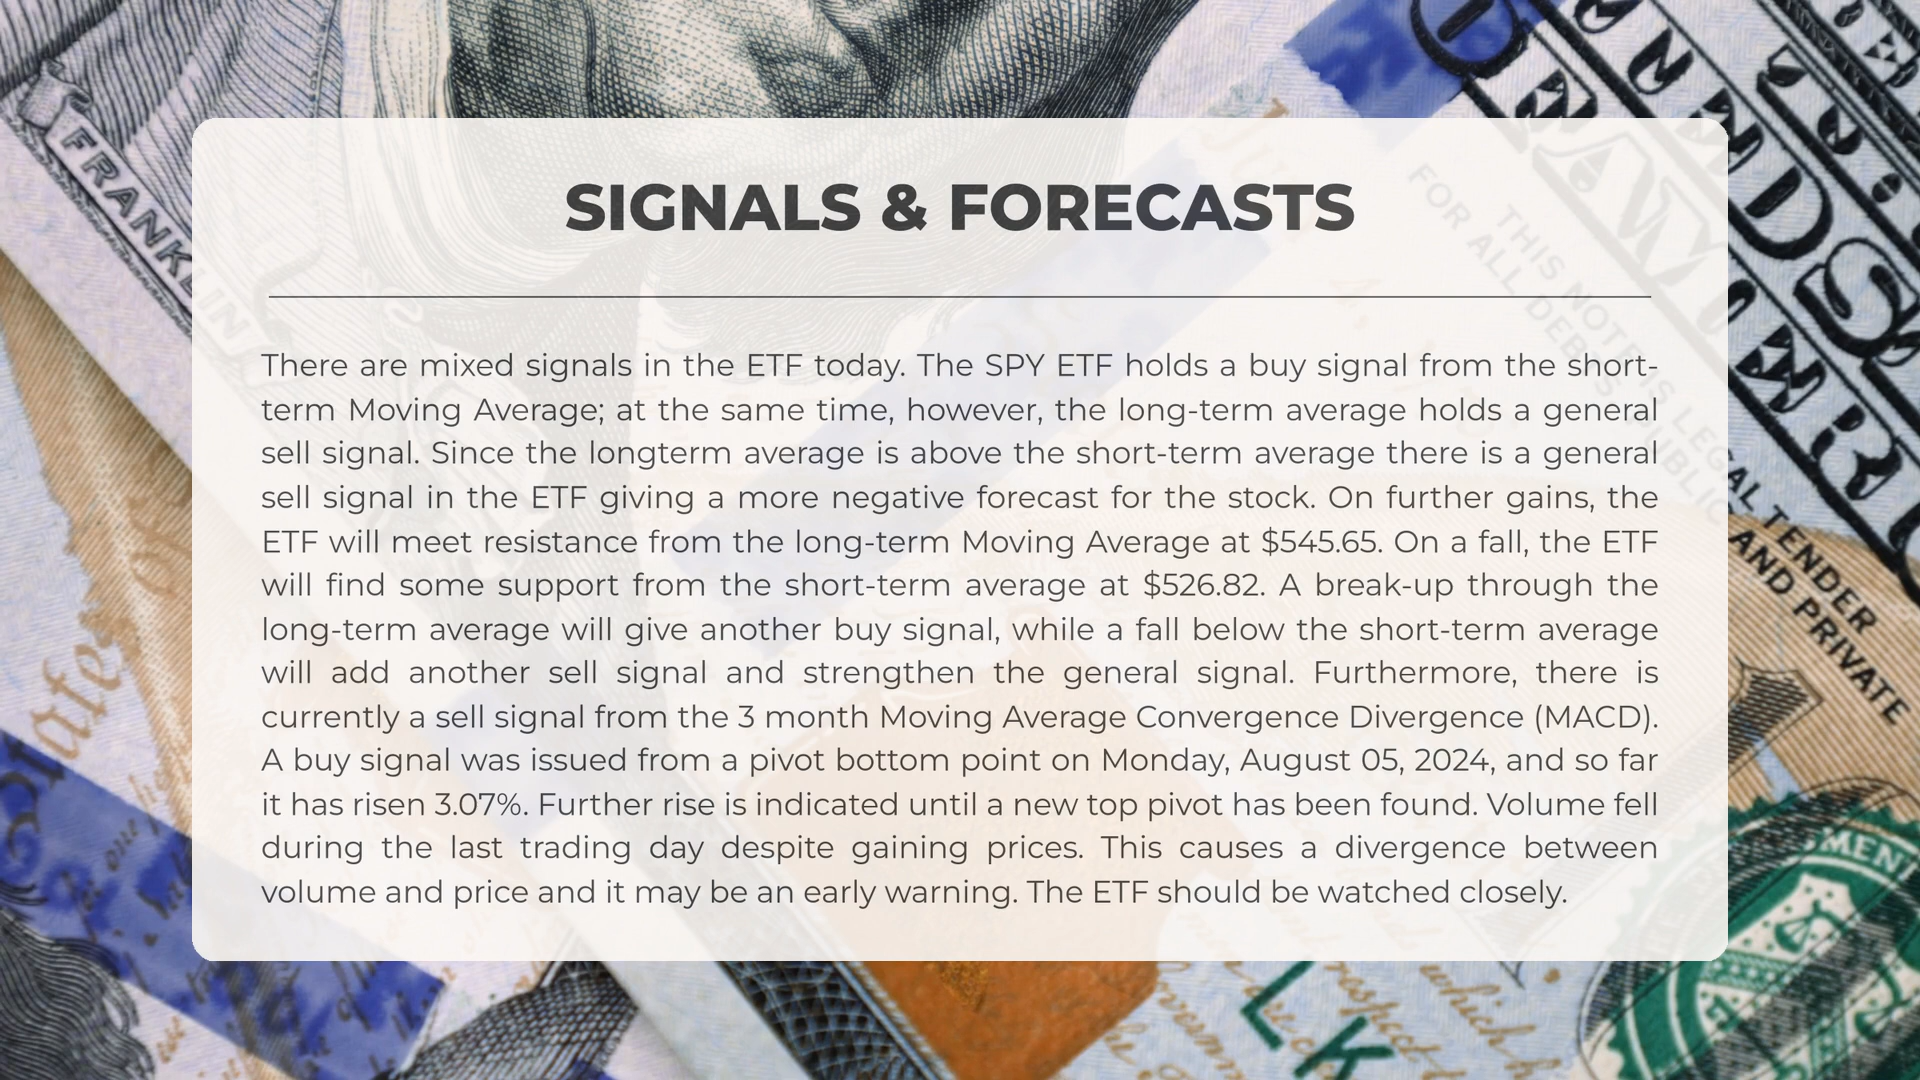 SIGNALS & FORECASTS
There are mixed signals in the ETF today. The SPY ETF holds a buy signal from the short-
term Moving Average; at the same time, however, the long-term average holds a general
sell signal. Since the longterm average is above the short-term average there is a general
sell signal in the ETF giving a more negative forecast for the stock. On further gains, the
ETF will meet resistance from the long-term Moving Average at $545.65. On a fall, the ETF
will find some support from the short-term average at $526.82. A break-up through the
long-term average will give another buy signal, while a fall below the short-term average
will add another sell signal and strengthen the general signal. Furthermore, there is
currently a sell signal from the 3 month Moving Average Convergence Divergence (MACD).
A buy signal was issued from a pivot bottom point on Monday, August 05, 2024, and so far
it has risen 3.07%. Further rise is indicated until a new top pivot has been found. Volume fell
during the last trading day despite gaining prices. This causes a divergence between
volume and price and it may be an early warning. The ETF should be watched closely.
FRANKLIN
THIS NOTE IS LEGAL TENDER
FOR ALL DEBTS, PUBLIC AND PRIVATE
which
respect
L K